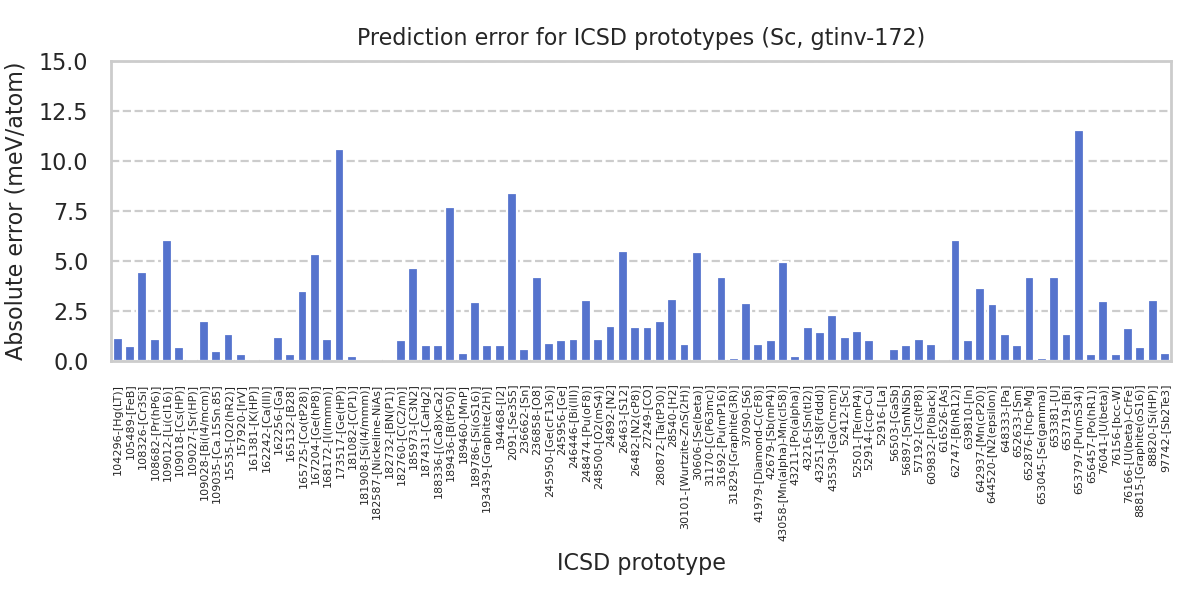 Prediction error for ICSD prototypes (Sc, gtinv-172)
Absolute error (meV/atom)
15.0
12.5
10.0
7.5
5.0
2.5
0.0
104296-[Hg(LT)]
105489-[FeB]
108326-[Cr3Si]
108682-[Pr(hP6)]
109012-[Li(cI16)]
109018-[Cs(HP)]
109027-[Sr(HP)]
109028-[Bi(I4/mcm)]
109035-[Ca.15Sn.85]
15535-[O2(hR2)]
157920-[IrV]
161381-[K(HP)]
162242-[Ca(III)]
162256-[Ga]
165132-[B28]
165725-[Co(tP28)]
167204-[Ge(hP8)]
168172-[I(Immm)]
173517-[Ge(HP)]
181082-[C(P1)]
181908-[Si(I4/mmm)]
182587-[Nickeline-NiAs]
182732-[BN(P1)]
182760-[C(C2/m)]
185973-[C3N2]
187431-[CaHg2]
188336-[(Ca8)xCa2]
189436-[B(tP50)]
189460-[MnP]
189786-[Si(oS16)]
193439-[Graphite(2H)]
194468-[I2]
2091-[Se3S5]
236662-[Sn]
236858-[O8]
245950-[Ge(cF136)]
245956-[Ge]
246446-[Bi(III)]
248474-[Pu(oF8)]
248500-[O2(mS4)]
24892-[N2]
26463-[S12]
26482-[N2(cP8)]
27249-[CO]
280872-[Ta(tP30)]
28540-[H2]
30101-[Wurtzite-ZnS(2H)]
30606-[Se(beta)]
31170-[C(P63mc)]
31692-[Pu(mP16)]
31829-[Graphite(3R)]
37090-[S6]
41979-[Diamond-C(cF8)]
42679-[Sb(mP4)]
43058-[Mn(alpha)-Mn(cI58)]
43211-[Po(alpha)]
43216-[Sn(tI2)]
43251-[S8(Fddd)]
43539-[Ga(Cmcm)]
52412-[Sc]
52501-[Te(mP4)]
52914-[fcc-Cu]
52916-[La]
56503-[GaSb]
56897-[SmNiSb]
57192-[Cs(tP8)]
609832-[P(black)]
616526-[As]
62747-[B(hR12)]
639810-[In]
642937-[Mn(cP20)]
644520-[N2(epsilon)]
648333-[Pa]
652633-[Sm]
652876-[hcp-Mg]
653045-[Se(gamma)]
653381-[U]
653719-[Bi]
653797-[Pu(mS34)]
656457-[Po(hR1)]
76041-[U(beta)]
76156-[bcc-W]
76166-[U(beta)-CrFe]
88815-[Graphite(oS16)]
88820-[Si(HP)]
97742-[Sb2Te3]
ICSD prototype